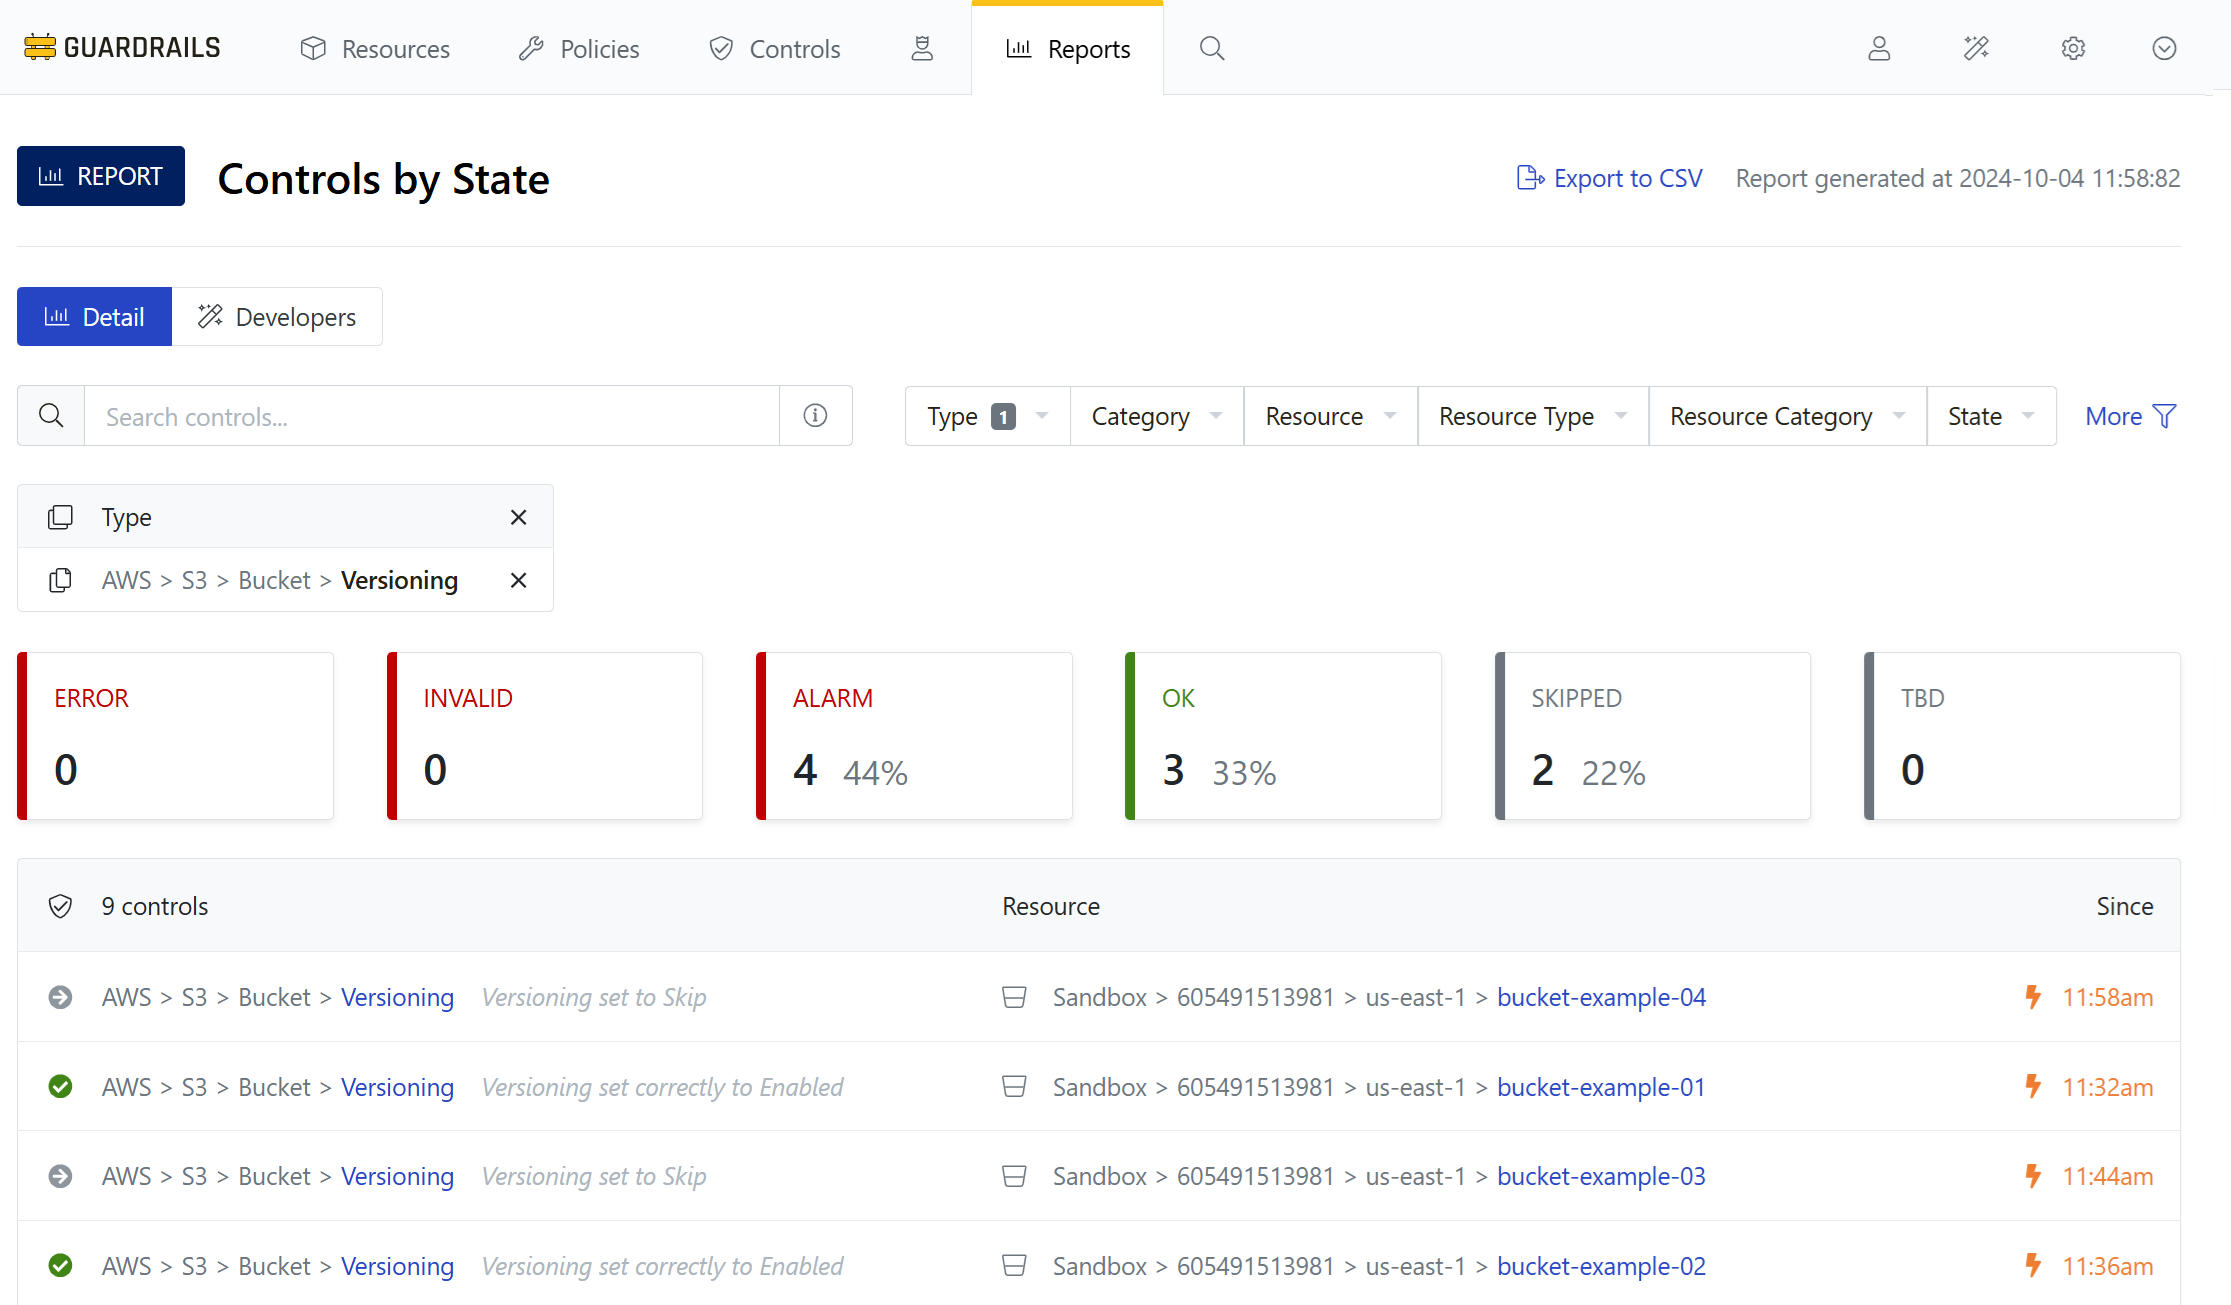 GUARDRAILS Resources Policies Controls Reports
REPORT Controls by State Export to CSV Report generated at 2024-10-04 11:58:82
Detail Developers
Search controls... Type 1 Category Resource Resource Type Resource Category State More
Type
AWS > S3 > Bucket > Versioning
ERROR INVALID ALARM OK SKIPPED TBD
0 0 4 44% 3 33% 2 22% 0
9 controls Resource Since
AWS > S3 > Bucket > Versioning Versioning set to Skip Sandbox > 605491513981 > us-east-1 > bucket-example-04 11:58am
AWS > S3 > Bucket > Versioning Versioning set correctly to Enabled Sandbox > 605491513981 > us-east-1 > bucket-example-01 11:32am
AWS > S3 > Bucket > Versioning Versioning set to Skip Sandbox > 605491513981 > us-east-1 > bucket-example-03 11:44am
AWS > S3 > Bucket > Versioning Versioning set correctly to Enabled Sandbox > 605491513981 > us-east-1 > bucket-example-02 11:36am